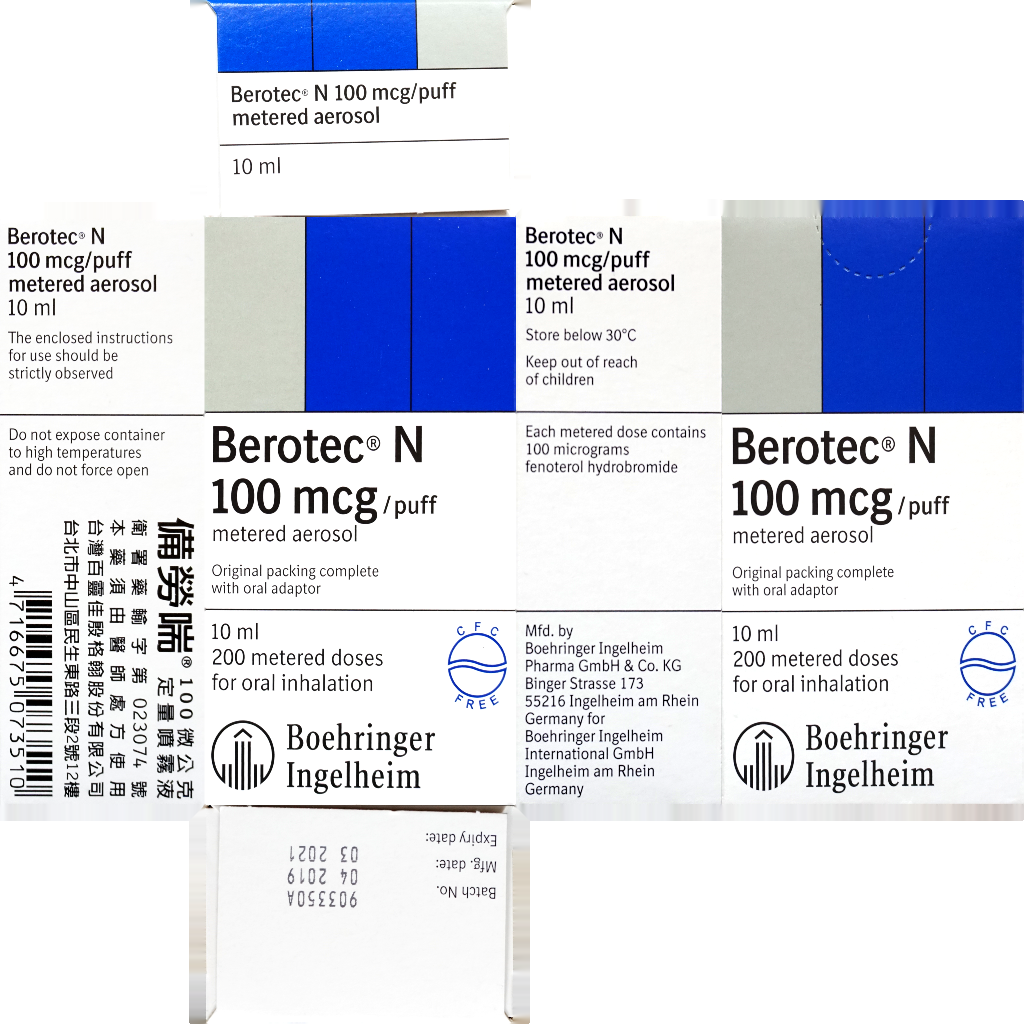 Berotec® N 100 mcg/puff
metered aerosol
10 ml
Berotec® N
100 mcg/puff
metered aerosol
10 ml
The enclosed instructions
for use should be
strictly observed
Do not expose container
to high temperatures
and do not force open
備勞喘®100微公克
定量噴霧液
衛署藥輸字第 023074 號
本藥須由醫師處方使用
台灣百靈佳殷格翰股份有限公司
台北市中山區民生東路三段2號12樓
4 716675 073510
Berotec® N
100 mcg/puff
metered aerosol
Original packing complete
with oral adaptor
10 ml
200 metered doses
for oral inhalation
CFC
FREE
Boehringer
Ingelheim
Berotec® N
100 mcg/puff
metered aerosol
10 ml
Store below 30°C
Keep out of reach
of children
Each metered dose contains
100 micrograms
fenoterol hydrobromide
Mfd. by
Boehringer Ingelheim
Pharma GmbH & Co. KG
Binger Strasse 173
55216 Ingelheim am Rhein
Germany for
Boehringer Ingelheim
International GmbH
Ingelheim am Rhein
Germany
Berotec® N
100 mcg/puff
metered aerosol
Original packing complete
with oral adaptor
10 ml
200 metered doses
for oral inhalation
CFC
FREE
Boehringer
Ingelheim
Batch No. 903350A
Mfg. date: 04 2019
Expiry date: 03 2021